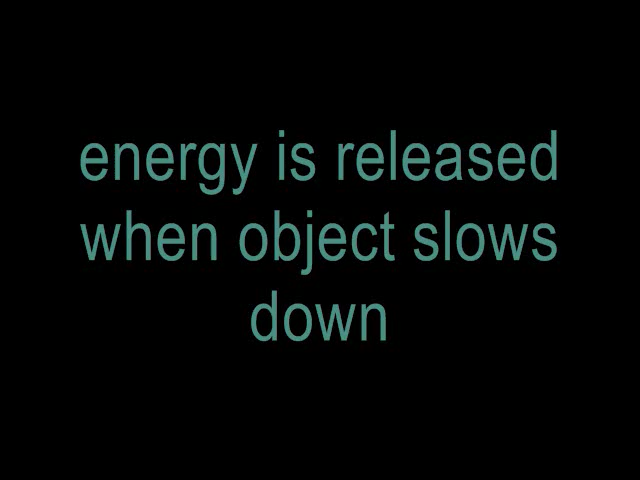 energy is released
when object slows
down